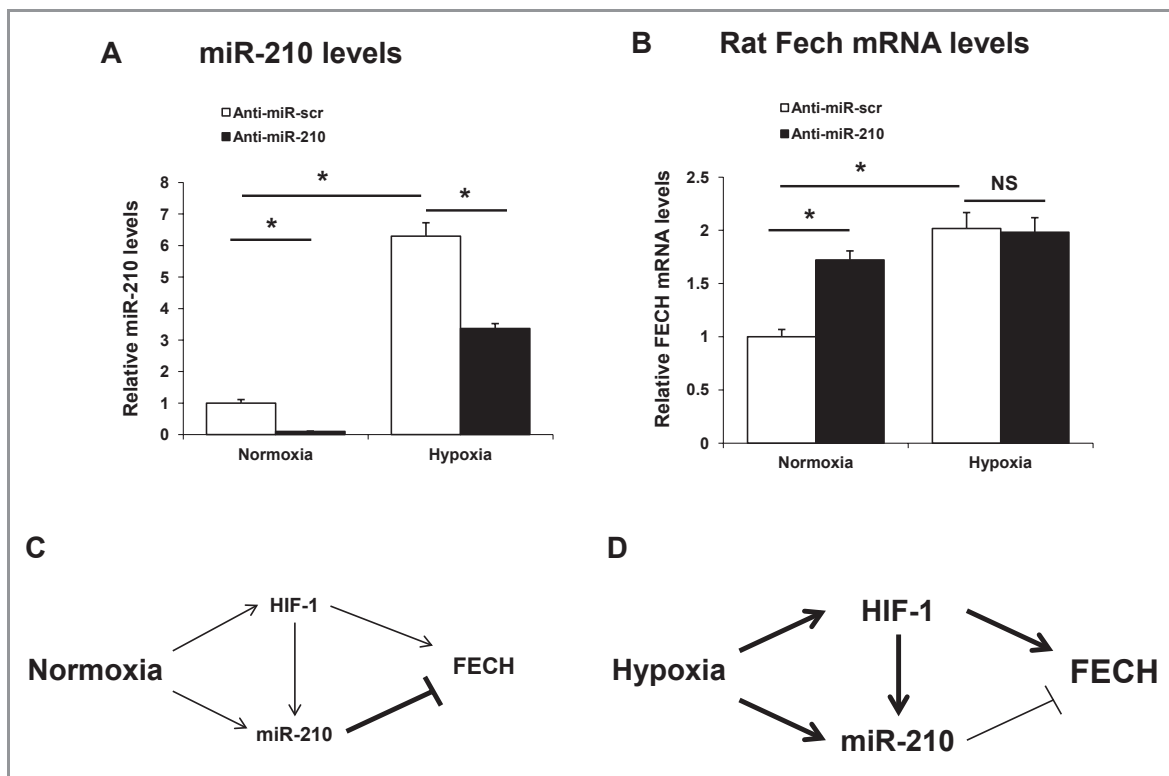 A miR-210 levels
Anti-miR-scr
Anti-miR-210
Relative miR-210 levels
8
7
6
5
4
3
2
1
0
*
*
*
Normoxia Hypoxia
B Rat Fech mRNA levels
Anti-miR-scr
Anti-miR-210
Relative FECH mRNA levels
2.5
2
1.5
1
0.5
0
*
*
NS
Normoxia Hypoxia
C
HIF-1
Normoxia
FECH
miR-210
D
HIF-1
Hypoxia
FECH
miR-210